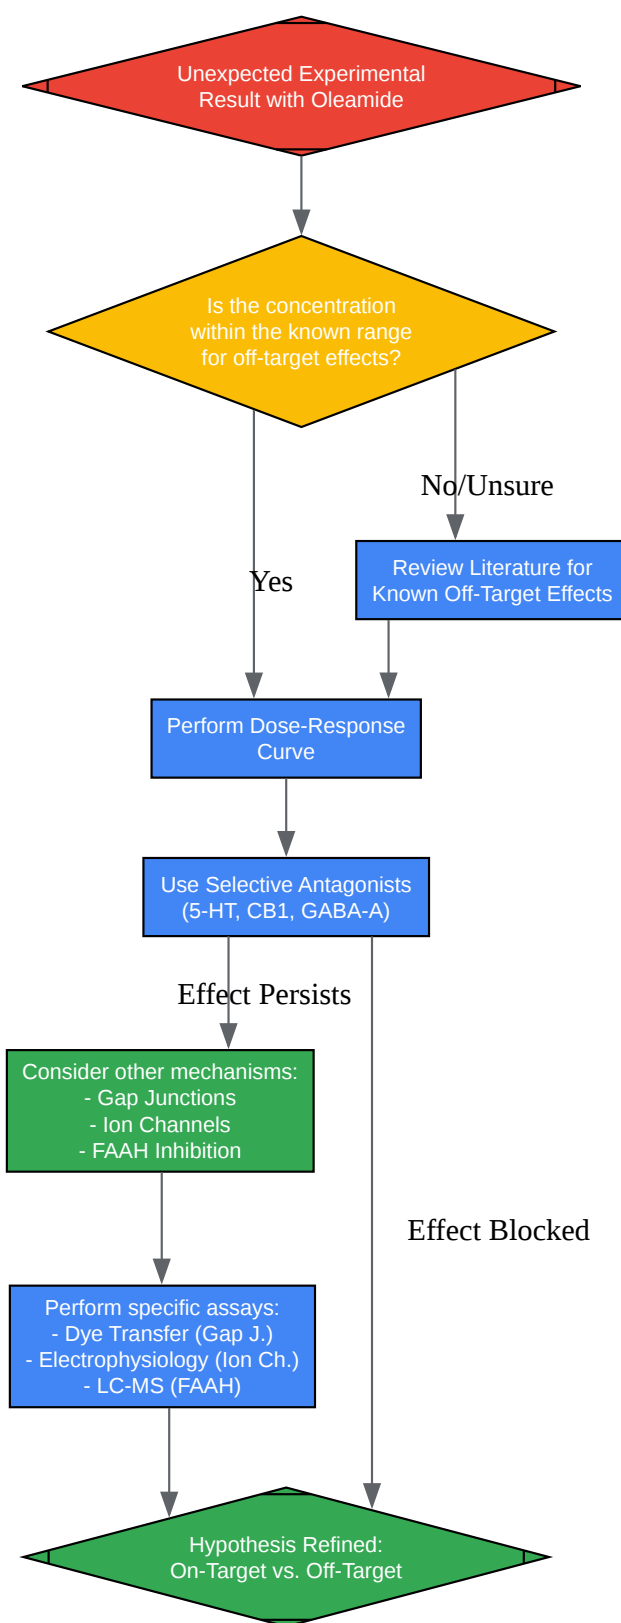 Unexpected Experimental
Result with Oleamide
Is the concentration
within the known range
for off-target effects?
No/Unsure
Review Literature for
Known Off-Target Effects
Yes
Perform Dose-Response
Curve
Use Selective Antagonists
(5-HT, CB1, GABA-A)
Effect Persists
Consider other mechanisms:
- Gap Junctions
- Ion Channels
- FAAH Inhibition
Effect Blocked
Perform specific assays:
- Dye Transfer (Gap J.)
- Electrophysiology (Ion Ch.)
- LC-MS (FAAH)
Hypothesis Refined:
On-Target vs. Off-Target